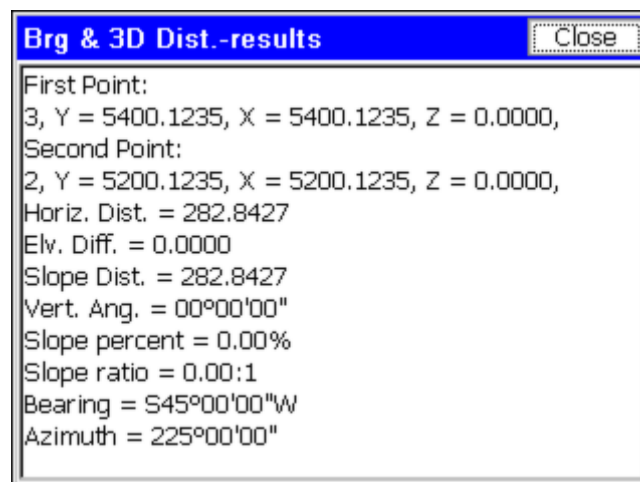 Brg & 3D Dist.-results Close
First Point:
3, Y = 5400.1235, X = 5400.1235, Z = 0.0000,
Second Point:
2, Y = 5200.1235, X = 5200.1235, Z = 0.0000,
Horiz. Dist. = 282.8427
Elv. Diff. = 0.0000
Slope Dist. = 282.8427
Vert. Ang. = 00º00'00"
Slope percent = 0.00%
Slope ratio = 0.00:1
Bearing = S45º00'00"W
Azimuth = 225º00'00"